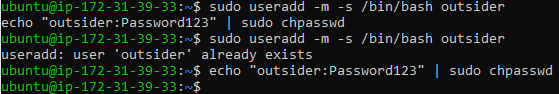 ubuntu@ip-172-31-39-33:~$ sudo useradd -m -s /bin/bash outsider
echo "outsider:Password123" | sudo chpasswd
ubuntu@ip-172-31-39-33:~$ sudo useradd -m -s /bin/bash outsider
useradd: user 'outsider' already exists
ubuntu@ip-172-31-39-33:~$ echo "outsider:Password123" | sudo chpasswd
ubuntu@ip-172-31-39-33:~$